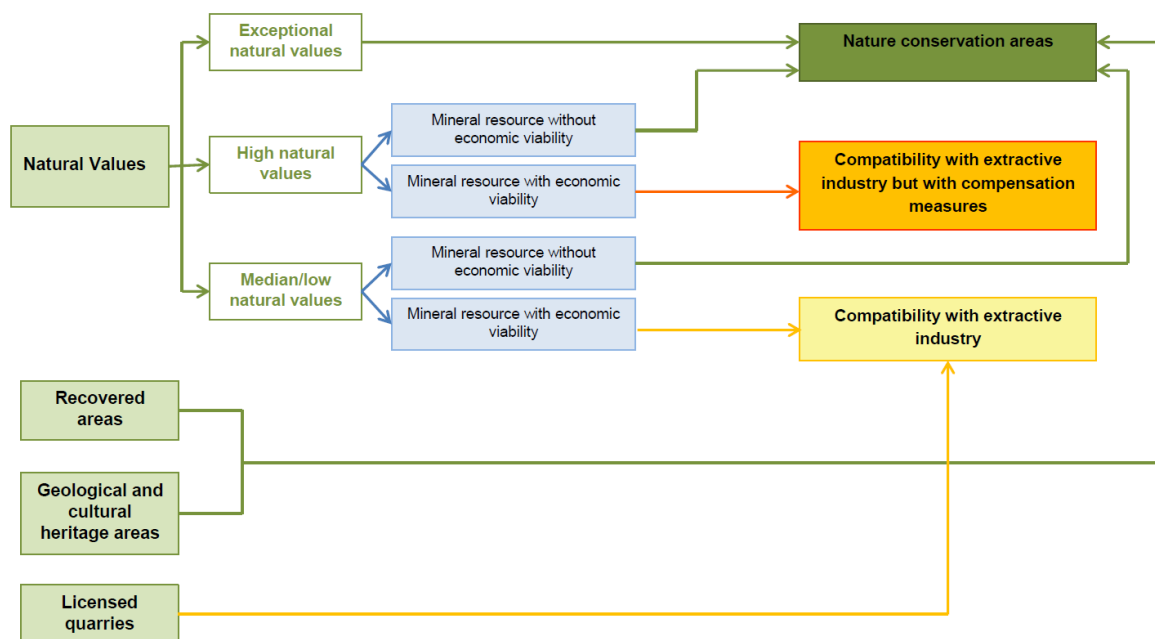 Exceptional
natural values
Nature conservation areas
Natural Values
High natural
values
Mineral resource without
economic viability
Mineral resource with economic
viability
Compatibility with extractive
industry but with compensation
measures
Median/low
natural values
Mineral resource without
economic viability
Mineral resource with economic
viability
Compatibility with extractive
industry
Recovered
areas
Geological and
cultural
heritage areas
Licensed
quarries